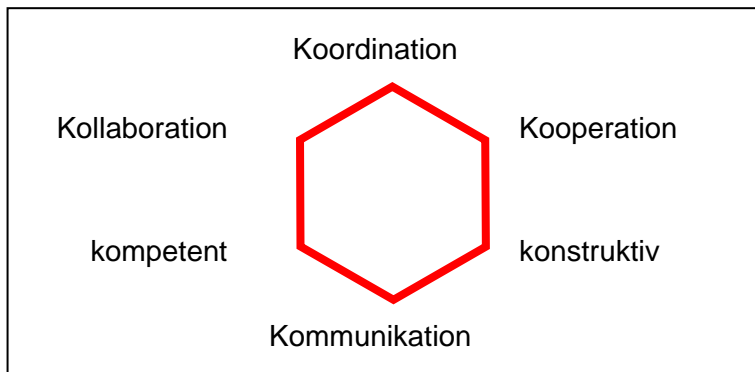 Koordination
Kollaboration
Kooperation
kompetent
konstruktiv
Kommunikation